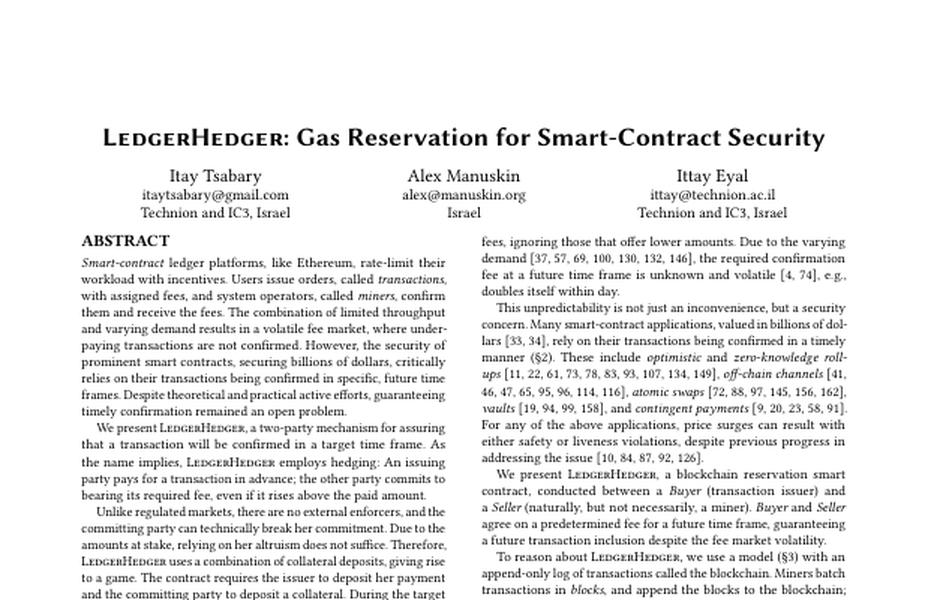 LedgerHedger: Gas Reservation for Smart-Contract Security
Itay Tsabary
itaytsabary@gmail.com
Technion and IC3, Israel
Alex Manuskin
alex@manuskin.org
Israel
Ittay Eyal
ittay@technion.ac.il
Technion and IC3, Israel
ABSTRACT
Smart-contract ledger platforms, like Ethereum, rate-limit their
workload with incentives. Users issue orders, called transactions,
with assigned fees, and system operators, called miners, confirm
them and receive the fees. The combination of limited throughput
and varying demand results in a volatile fee market, where under-
paying transactions are not confirmed. However, the security of
prominent smart contracts, securing billions of dollars, critically
relies on their transactions being confirmed in specific, future time
frames. Despite theoretical and practical active efforts, guaranteeing
timely confirmation remained an open problem.
We present LedgerHedger, a two-party mechanism for assuring
that a transaction will be confirmed in a target time frame. As
the name implies, LedgerHedger employs hedging: An issuing
party pays for a transaction in advance; the other party commits to
bearing its required fee, even if it rises above the paid amount.
Unlike regulated markets, there are no external enforcers, and the
committing party can technically break her commitment. Due to the
amounts at stake, relying on her altruism does not suffice. Therefore,
LedgerHedger uses a combination of collateral deposits, giving rise
to a game. The contract requires the issuer to deposit her payment
and the committing party to deposit a collateral. During the target
fees, ignoring those that offer lower amounts. Due to the varying
demand [37, 57, 69, 100, 130, 132, 146], the required confirmation
fee at a future time frame is unknown and volatile [4, 74], e.g.,
doubles itself within day.
This unpredictability is not just an inconvenience, but a security
concern. Many smart-contract applications, valued in billions of dol-
lars [33, 34], rely on their transactions being confirmed in a timely
manner (§2). These include optimistic and zero-knowledge roll-
ups [11, 22, 61, 73, 78, 83, 93, 107, 134, 149], off-chain channels [41,
46, 47, 65, 95, 96, 114, 116], atomic swaps [72, 88, 97, 145, 156, 162],
vaults [19, 94, 99, 158], and contingent payments [9, 20, 23, 58, 91].
For any of the above applications, price surges can result with
either safety or liveness violations, despite previous progress in
addressing the issue [10, 84, 87, 92, 126].
We present LedgerHedger, a blockchain reservation smart
contract, conducted between a Buyer (transaction issuer) and
a Seller (naturally, but not necessarily, a miner). Buyer and Seller
agree on a predetermined fee for a future time frame, guaranteeing
a future transaction inclusion despite the fee market volatility.
To reason about LedgerHedger, we use a model (§3) with an
append-only log of transactions called the blockchain. Miners batch
transactions in blocks, and append the blocks to the blockchain;